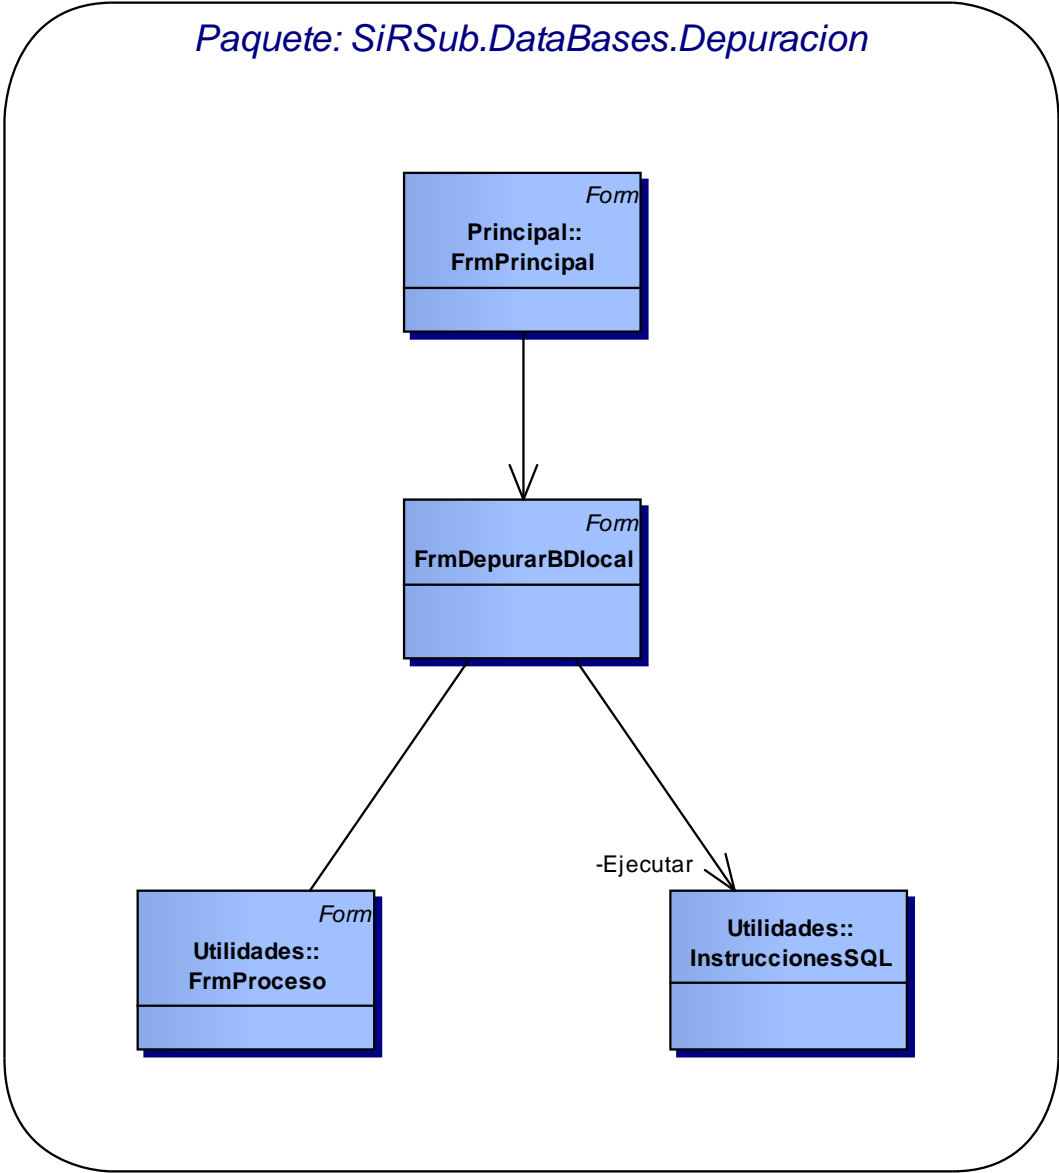 Paquete: SiRSub.DataBases.Depuracion
Form
Principal::
FrmPrincipal
Form
FrmDepurarBDlocal
-Ejecutar
Form
Utilidades::
FrmProceso
Utilidades::
InstruccionesSQL